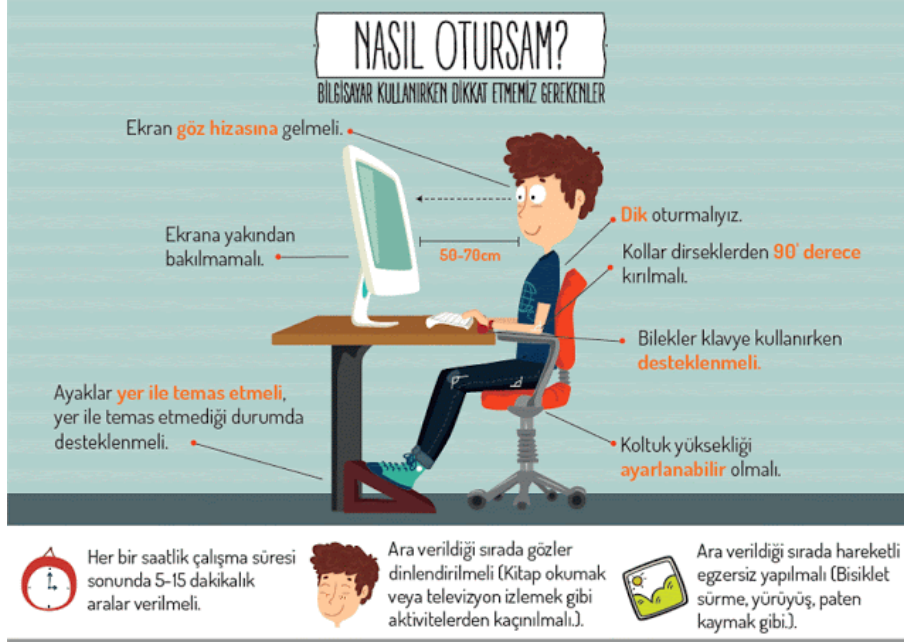 NASIL OTURSAM?
BİLGİSAYAR KULLANIRKEN DİKKAT ETMEMİZ GEREKENLER
Ekran göz hizasına gelmeli.
Ekrana yakından
bakılmamalı.
50-70cm
Dik oturmalıyız.
Kollar dirseklerden 90° derece
kırılmalı.
Bilekler klavye kullanırken
desteklenmeli.
Ayaklar yer ile temas etmeli,
yer ile temas etmediği durumda
desteklenmeli.
Koltuk yüksekliği
ayarlanabilir olmalı.
Her bir saatlik çalışma süresi
sonunda 5-15 dakikalık
aralar verilmeli.
Ara verildiği sırada gözler
dinlendirilmeli (Kitap okumak
veya televizyon izlemek gibi
aktivitelerden kaçınılmalı.).
Ara verildiği sırada hareketli
egzersiz yapılmalı (Bisiklet
sürme, yürüyüş, paten
kaymak gibi.).